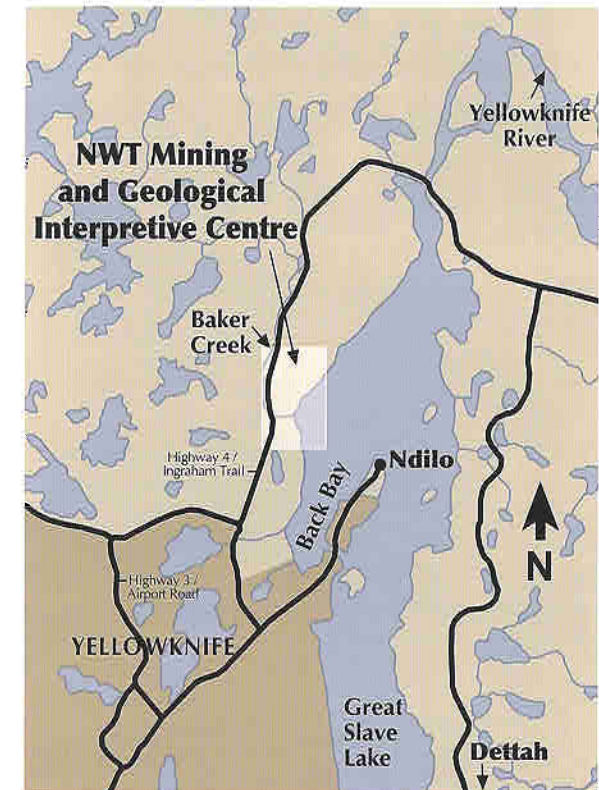 Yellowknife
River
NWT Mining
and Geological
Interpretive Centre
Baker
Creek
Highway 4 /
Ingraham Trail
Ndilo
Back Bay
N
Highway 3 /
Airport Road
YELLOWKNIFE
Great
Slave
Lake
Dettah